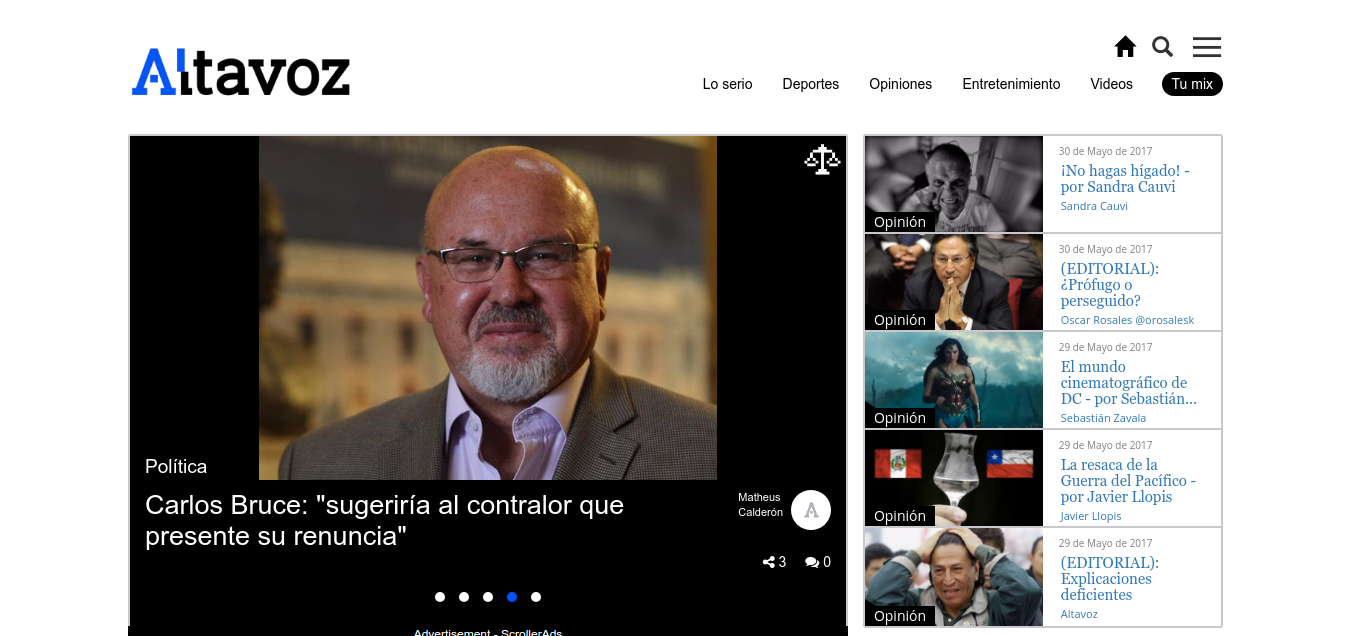 Altavoz
Lo serio
Deportes
Opiniones
Entretenimiento
Videos
Tu mix
Política
Carlos Bruce: "sugeriría al contralor que
presente su renuncia"
Matheus
Calderón
3
0
Advertisement - ScrollerAds
30 de Mayo de 2017
¡No hagas hígado! -
por Sandra Cauvi
Sandra Cauvi
Opinión
30 de Mayo de 2017
(EDITORIAL):
¿Prófugo o
perseguido?
Oscar Rosales @orosalesk
Opinión
29 de Mayo de 2017
El mundo
cinematográfico de
DC - por Sebastián...
Sebastián Zavala
Opinión
29 de Mayo de 2017
La resaca de la
Guerra del Pacífico -
por Javier Llopis
Javier Llopis
Opinión
29 de Mayo de 2017
(EDITORIAL):
Explicaciones
deficientes
Altavoz
Opinión